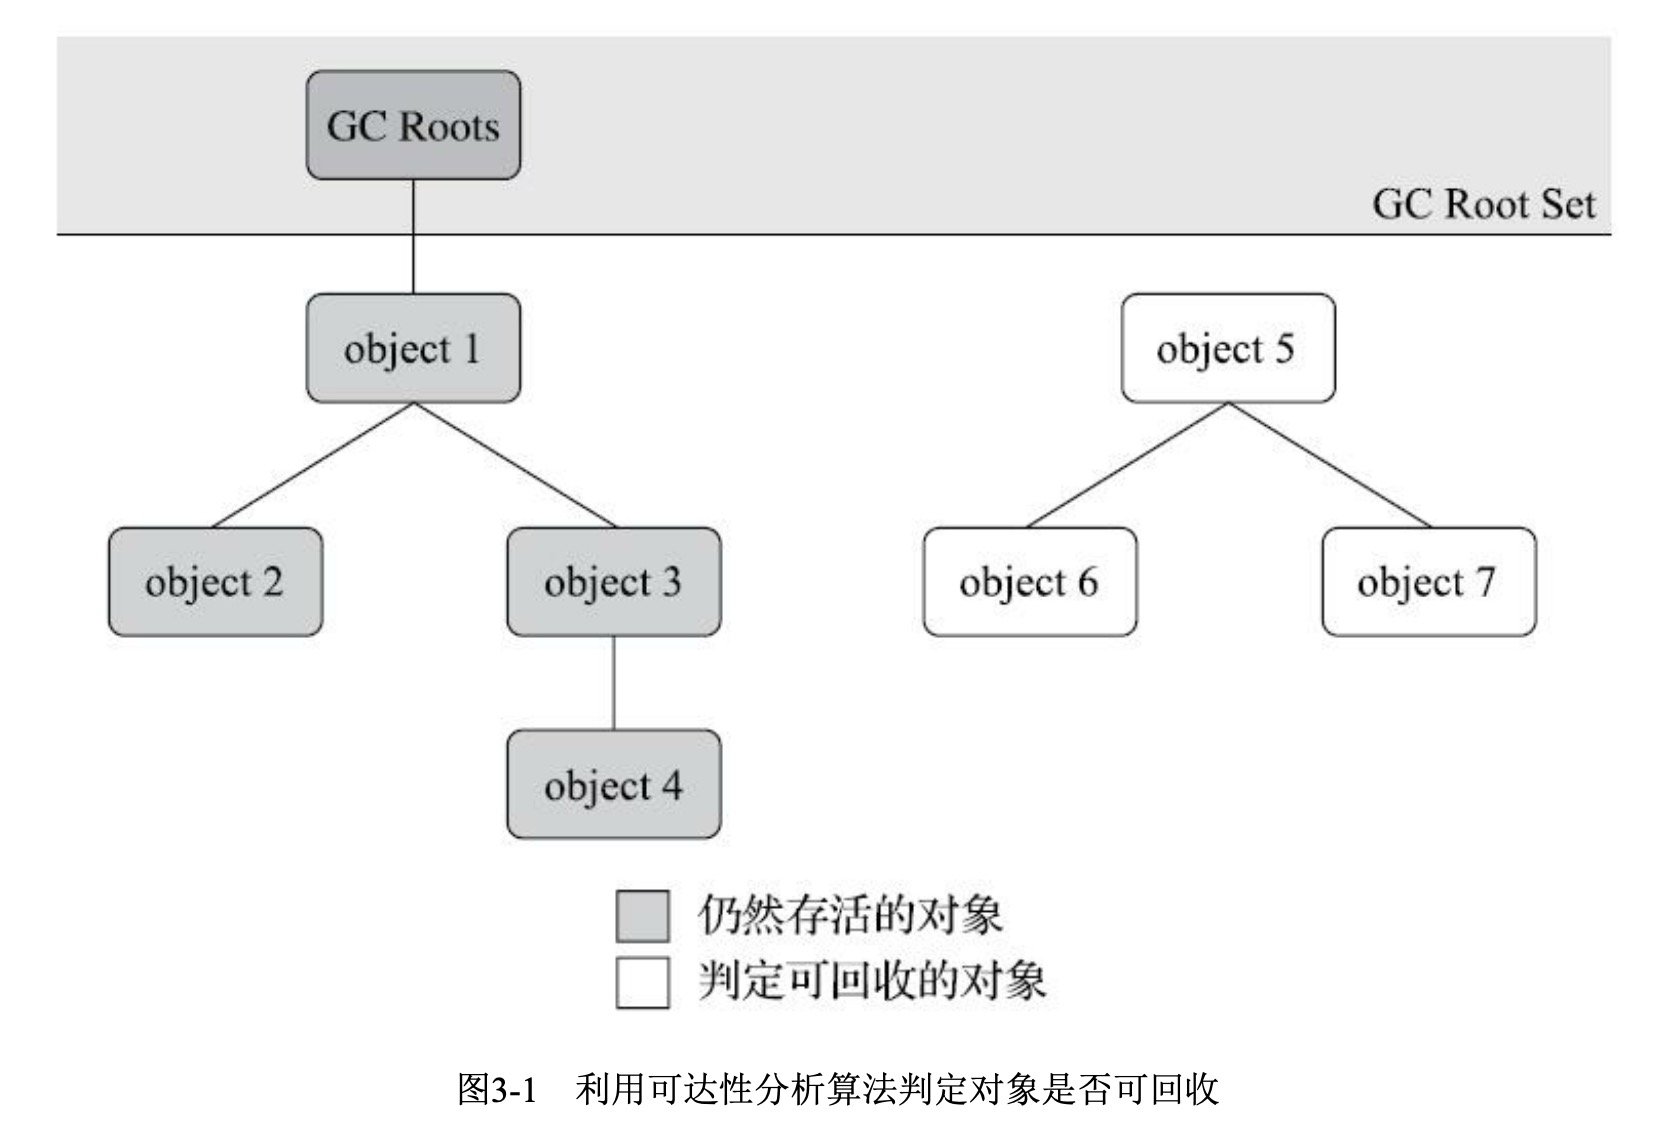 GC Roots
GC Root Set
object 1
object 5
object 2
object 3
object 6
object 7
object 4
仍然存活的对象
判定可回收的对象
图3-1 利用可达性分析算法判定对象是否可回收